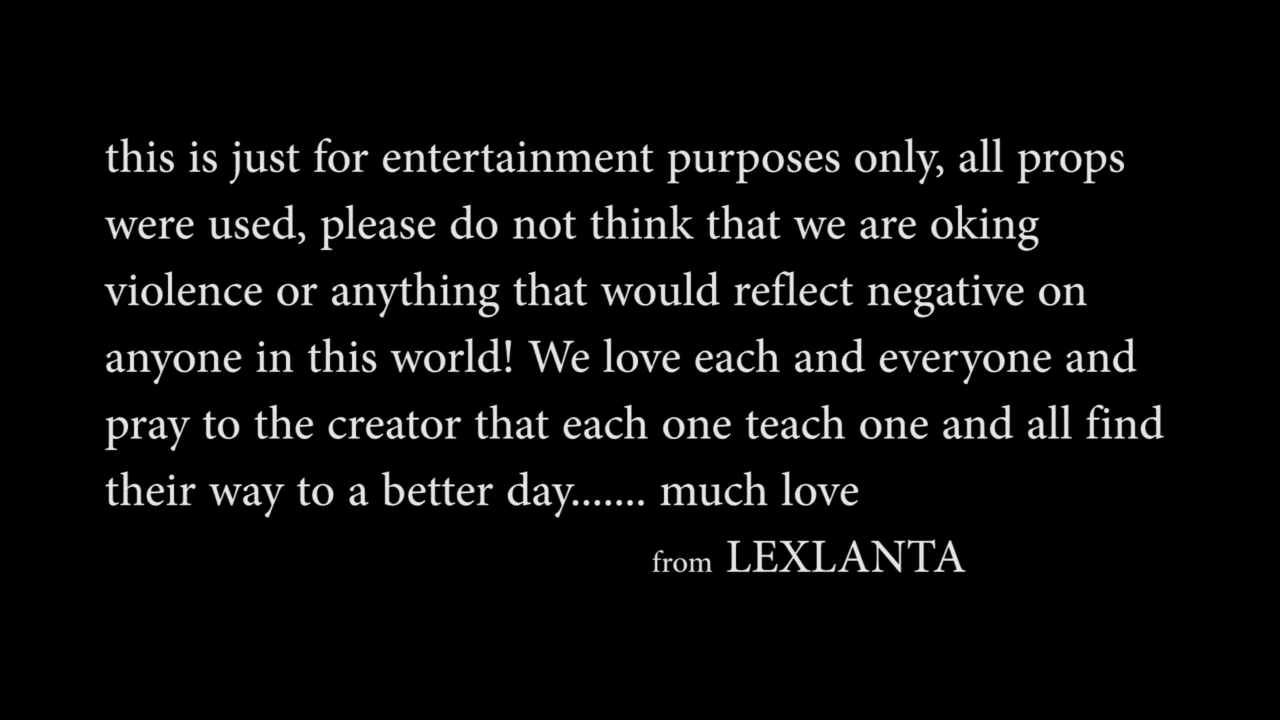 this is just for entertainment purposes only, all props
were used, please do not think that we are oking
violence or anything that would reflect negative on
anyone in this world! We love each and everyone and
pray to the creator that each one teach one and all find
their way to a better day....... much love
from LEXLANTA